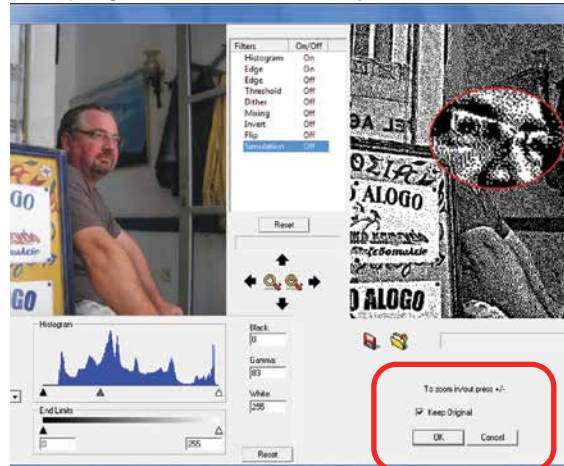 Filters On/Off
Histogram On
Edge On
Edge Off
Threshold Off
Dither Off
Mixing Off
Invert Off
Flip Off
Simulation Off
Reset
GO
GO
ALOGO
ALOGO
Histogram
Black:
0
Gamma:
83
White:
255
End Limits
0 255
Reset
To zoom in/out press +/-
Keep Original
OK Cancel